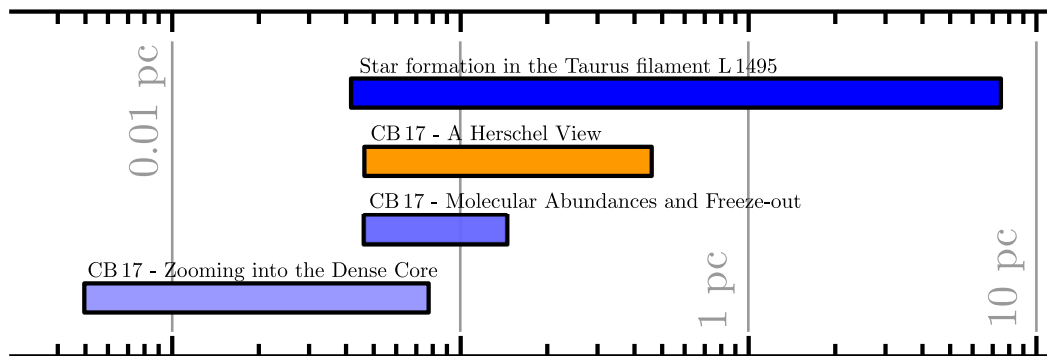 Star formation in the Taurus filament L 1495
0.01 pc
CB 17 - A Herschel View
CB 17 - Molecular Abundances and Freeze-out
CB 17 - Zooming into the Dense Core
1 pc
10 pc